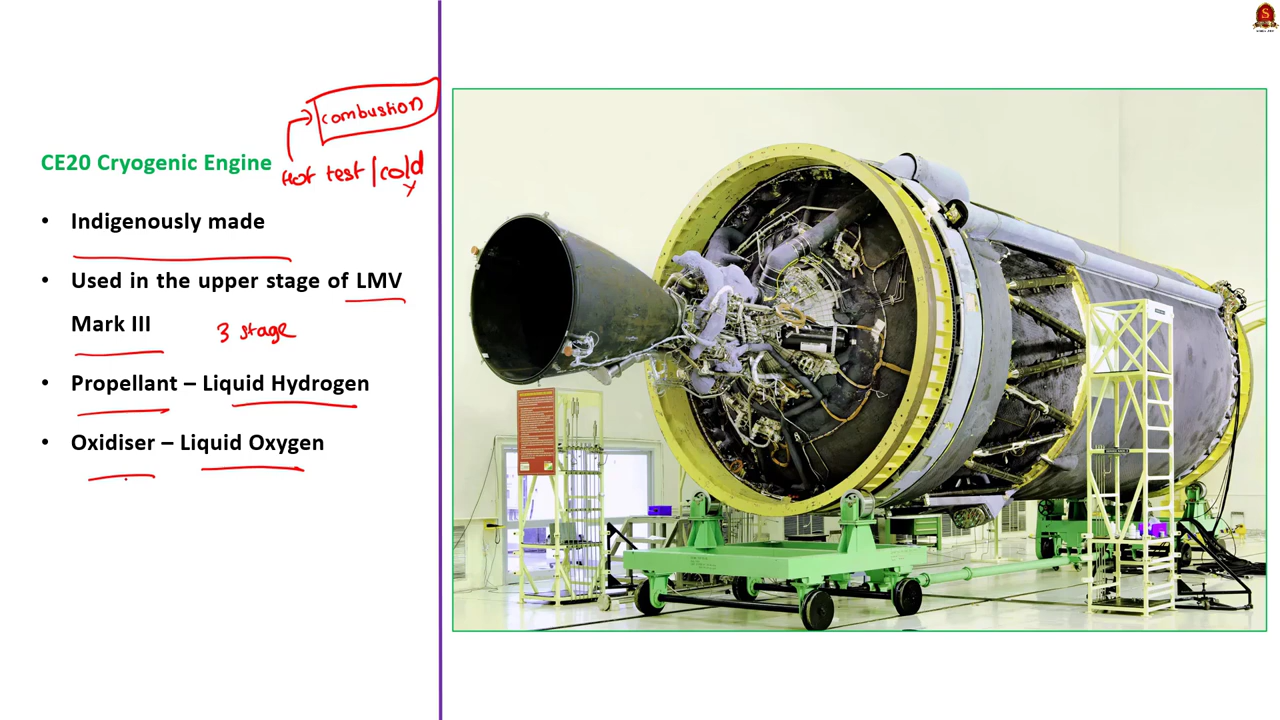 combustion
CE20 Cryogenic Engine
Hot test / cold
• Indigenously made
• Used in the upper stage of LMV
Mark III
3 stage
• Propellant – Liquid Hydrogen
• Oxidiser – Liquid Oxygen